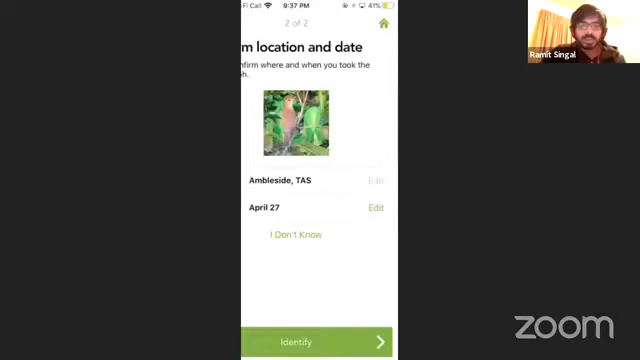 -Fi Call 9:37 PM 41%
2 of 2
m location and date
nfirm where and when you took the
oh.
Ambleside, TAS Edit
April 27 Edit
I Don't Know
Identify
Ramit Singal
zoom